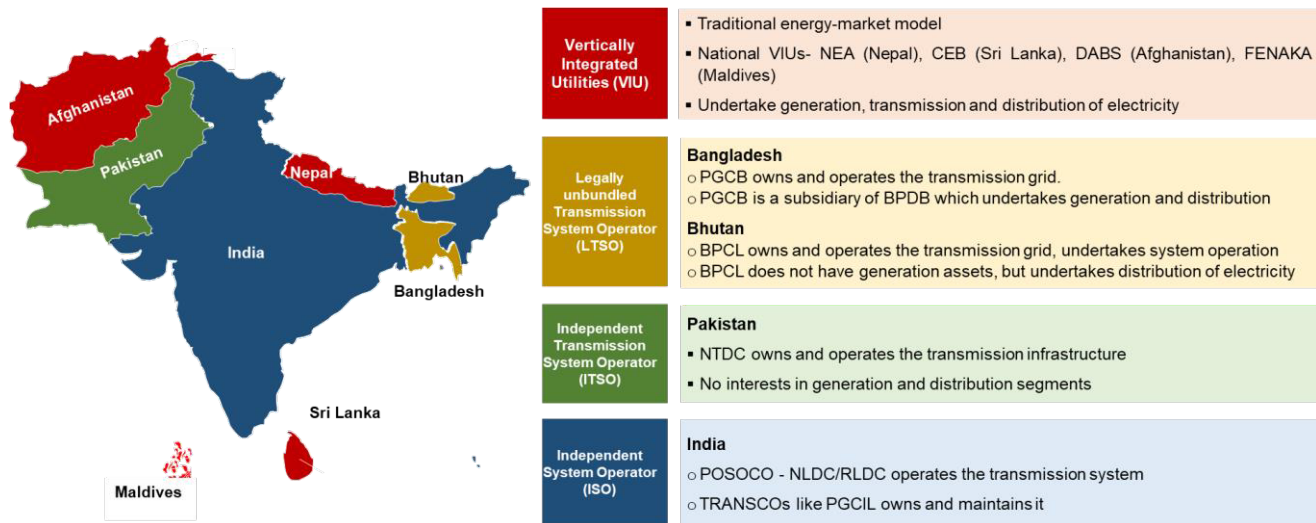 Afghanistan
Pakistan
Nepal
Bhutan
India
Bangladesh
Sri Lanka
Maldives
Vertically
Integrated
Utilities (VIU)
▪ Traditional energy-market model
▪ National VIUs- NEA (Nepal), CEB (Sri Lanka), DABS (Afghanistan), FENAKA
(Maldives)
▪ Undertake generation, transmission and distribution of electricity
Legally
unbundled
Transmission
System Operator
(LTSO)
Bangladesh
o PGCB owns and operates the transmission grid.
o PGCB is a subsidiary of BPDB which undertakes generation and distribution
Bhutan
o BPCL owns and operates the transmission grid, undertakes system operation
o BPCL does not have generation assets, but undertakes distribution of electricity
Independent
Transmission
System Operator
(ITSO)
Pakistan
▪ NTDC owns and operates the transmission infrastructure
▪ No interests in generation and distribution segments
Independent
System Operator
(ISO)
India
o POSOCO - NLDC/RLDC operates the transmission system
o TRANSCOs like PGCIL owns and maintains it